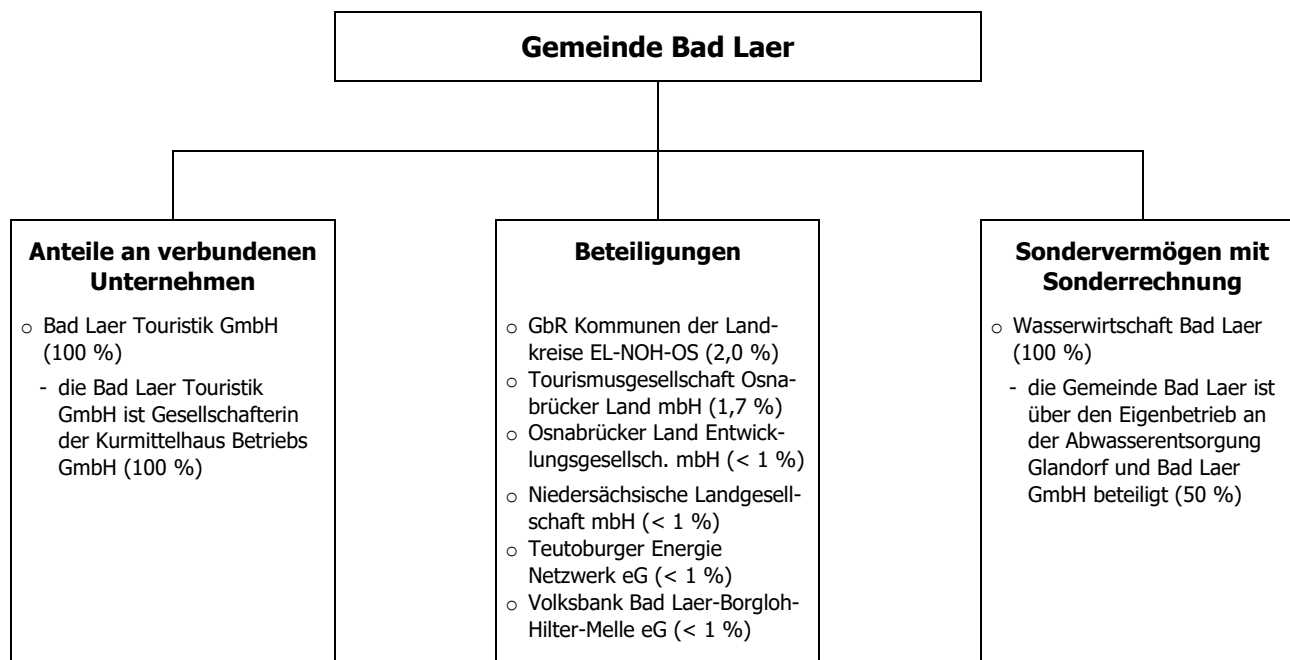 Gemeinde Bad Laer
Anteile an verbundenen
Unternehmen
○ Bad Laer Touristik GmbH
(100 %)
- die Bad Laer Touristik
GmbH ist Gesellschafterin
der Kurmittelhaus Betriebs
GmbH (100 %)
Beteiligungen
○ GbR Kommunen der Land-
kreise EL-NOH-OS (2,0 %)
○ Tourismusgesellschaft Osna-
brücker Land mbH (1,7 %)
○ Osnabrücker Land Entwick-
lungsgesellsch. mbH (< 1 %)
○ Niedersächsische Landgesell-
schaft mbH (< 1 %)
○ Teutoburger Energie
Netzwerk eG (< 1 %)
○ Volksbank Bad Laer-Borgloh-
Hilter-Melle eG (< 1 %)
Sondervermögen mit
Sonderrechnung
○ Wasserwirtschaft Bad Laer
(100 %)
- die Gemeinde Bad Laer ist
über den Eigenbetrieb an
der Abwasserentsorgung
Glandorf und Bad Laer
GmbH beteiligt (50 %)